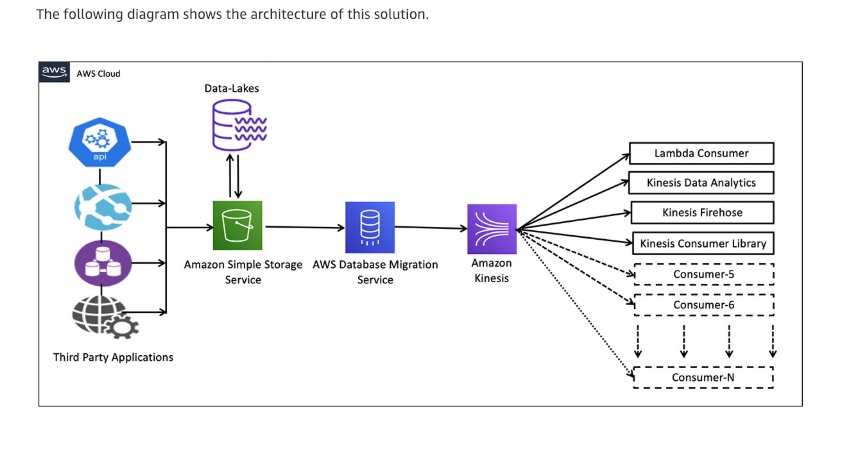 The following diagram shows the architecture of this solution.
aws
AWS Cloud
Data-Lakes
api
Lambda Consumer
Kinesis Data Analytics
Kinesis Firehose
Kinesis Consumer Library
Amazon Simple Storage
Service
AWS Database Migration
Service
Amazon
Kinesis
Consumer-5
Consumer-6
Third Party Applications
Consumer-N